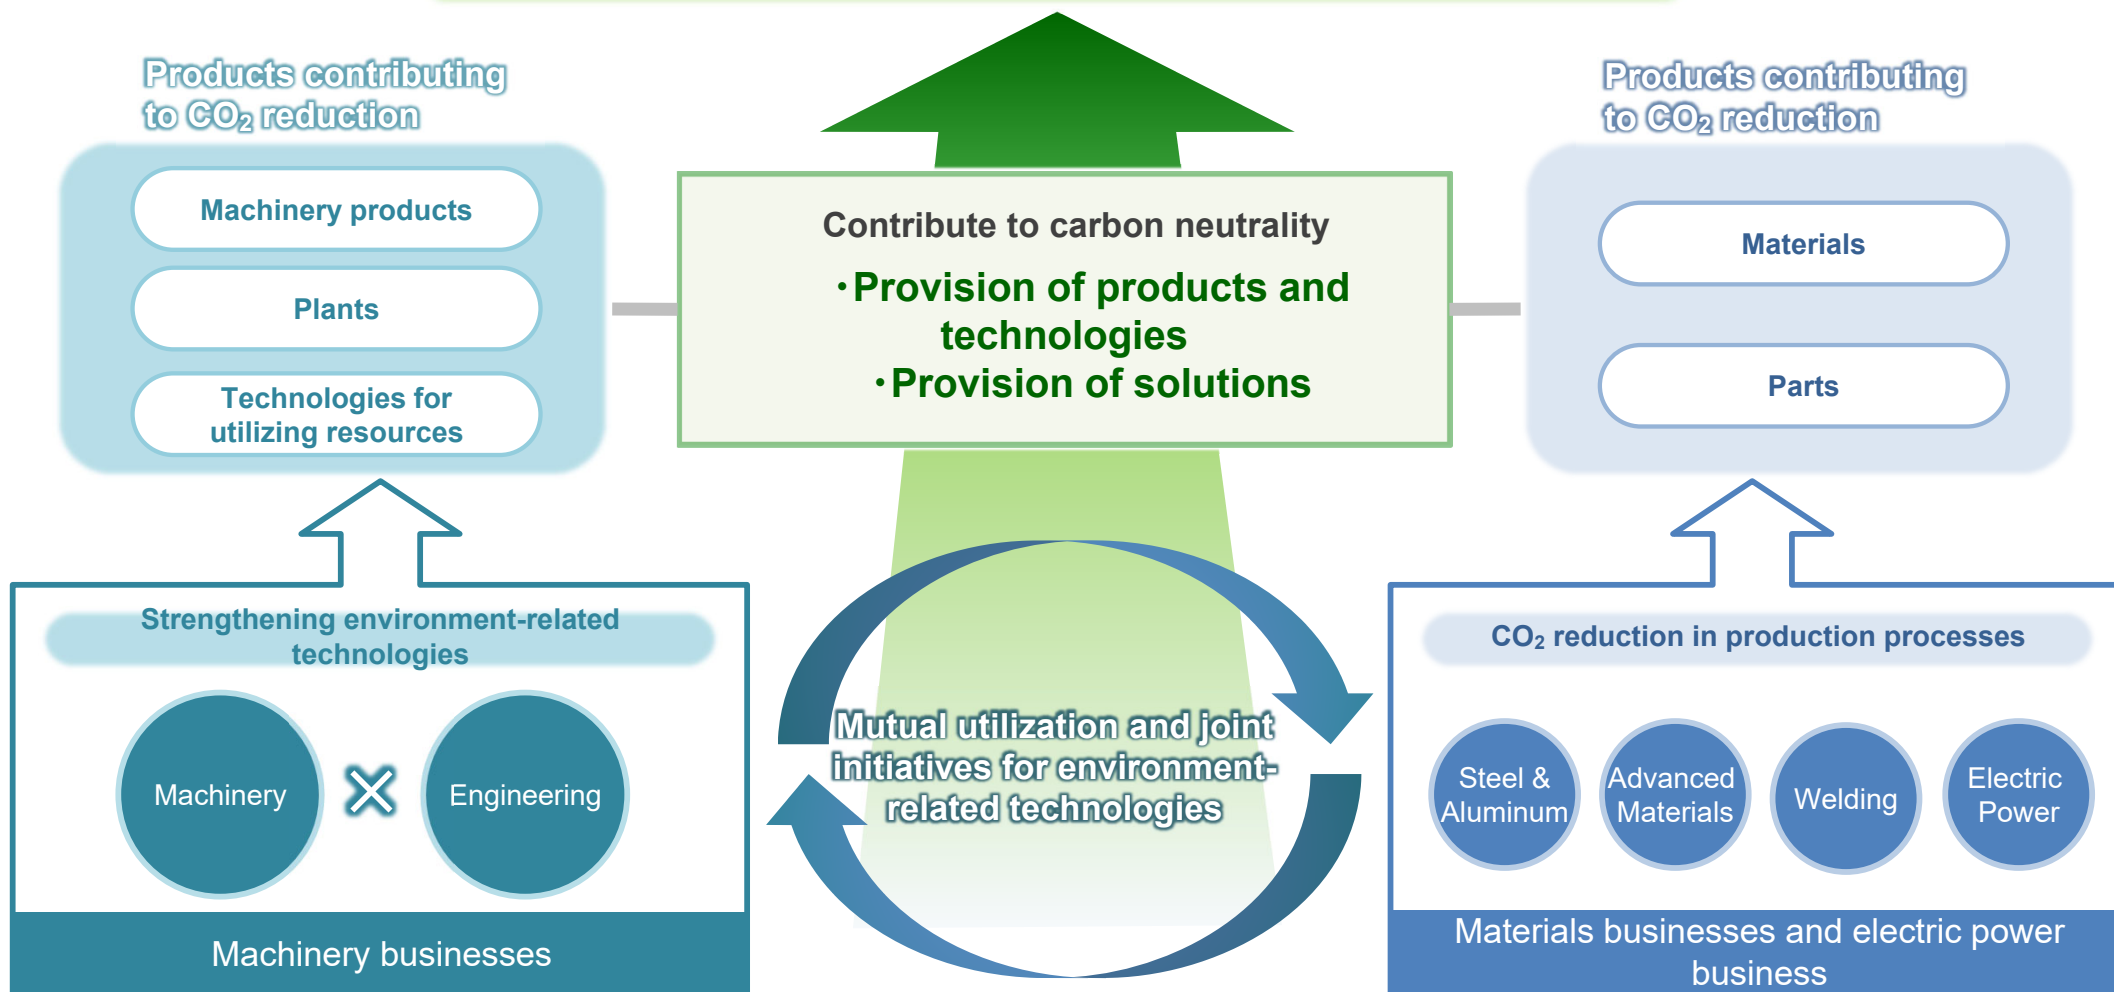 Products contributing
to CO₂ reduction
Machinery products
Plants
Technologies for
utilizing resources
Contribute to carbon neutrality
・Provision of products and
technologies
・Provision of solutions
Products contributing
to CO₂ reduction
Materials
Parts
Strengthening environment-related
technologies
Machinery
×
Engineering
Machinery businesses
Mutual utilization and joint
initiatives for environment-
related technologies
CO₂ reduction in production processes
Steel &
Aluminum
Advanced
Materials
Welding
Electric
Power
Materials businesses and electric power
business